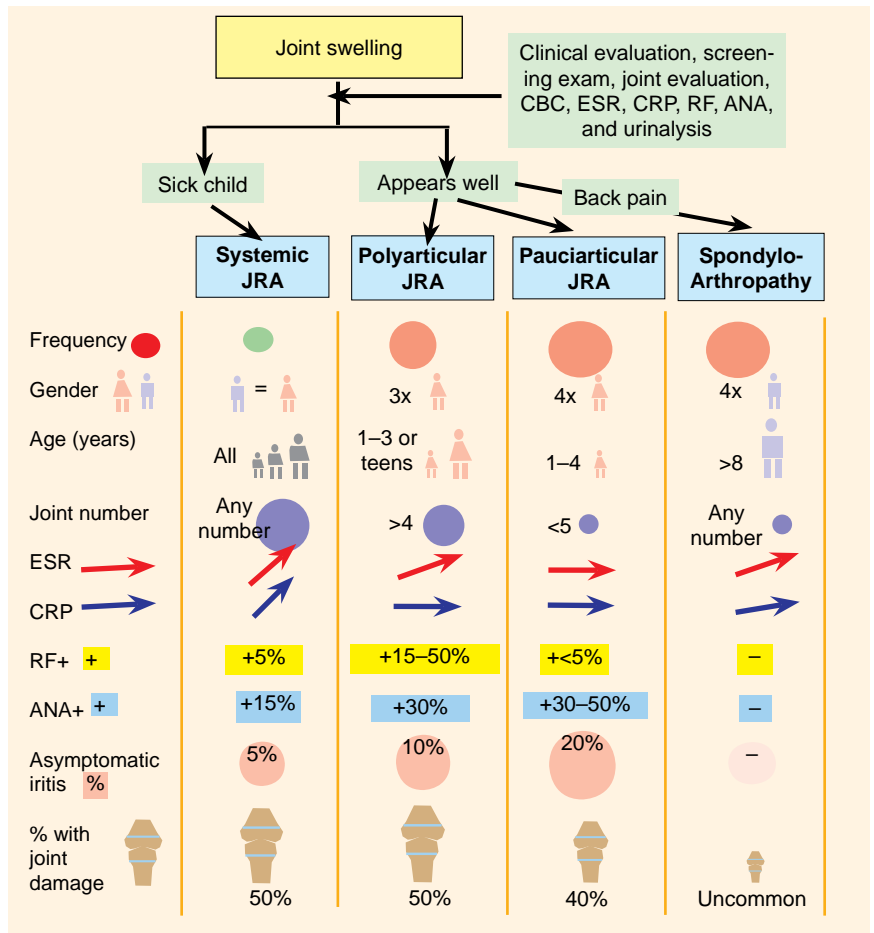 Joint swelling
Clinical evaluation, screen-
ing exam, joint evaluation,
CBC, ESR, CRP, RF, ANA,
and urinalysis
Sick child
Appears well
Back pain
Systemic
JRA
Polyarticular
JRA
Pauciarticular
JRA
Spondylo-
Arthropathy
Frequency
Gender
=
3x
4x
4x
Age (years)
All
1–3 or
teens
1–4
>8
Joint number
Any
number
>4
<5
Any
number
ESR
CRP
RF+ +
+5%
+15–50%
+<5%
–
ANA+ +
+15%
+30%
+30–50%
–
Asymptomatic
iritis %
5%
10%
20%
–
% with
joint
damage
50%
50%
40%
Uncommon